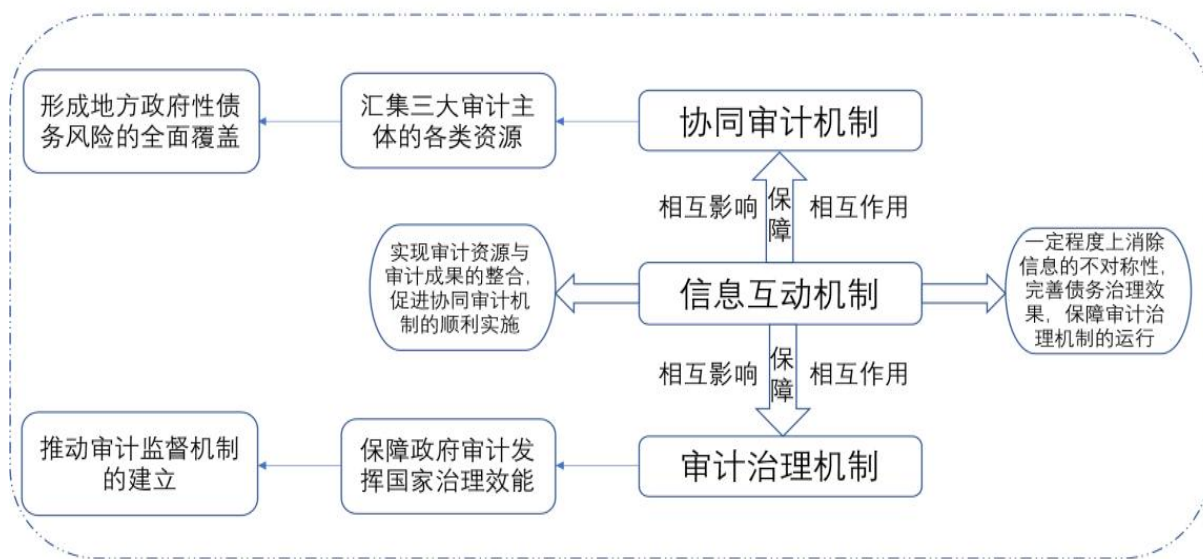 形成地方政府性债
务风险的全面覆盖
汇集三大审计主
体的各类资源
协同审计机制
相互影响
保
障
相互作用
实现审计资源与
审计成果的整合,
促进协同审计机
制的顺利实施
信息互动机制
一定程度上消除
信息的不对称性,
完善债务治理效
果，保障审计治
理机制的运行
相互影响
保
障
相互作用
推动审计监督机制
的建立
保障政府审计发
挥国家治理效能
审计治理机制